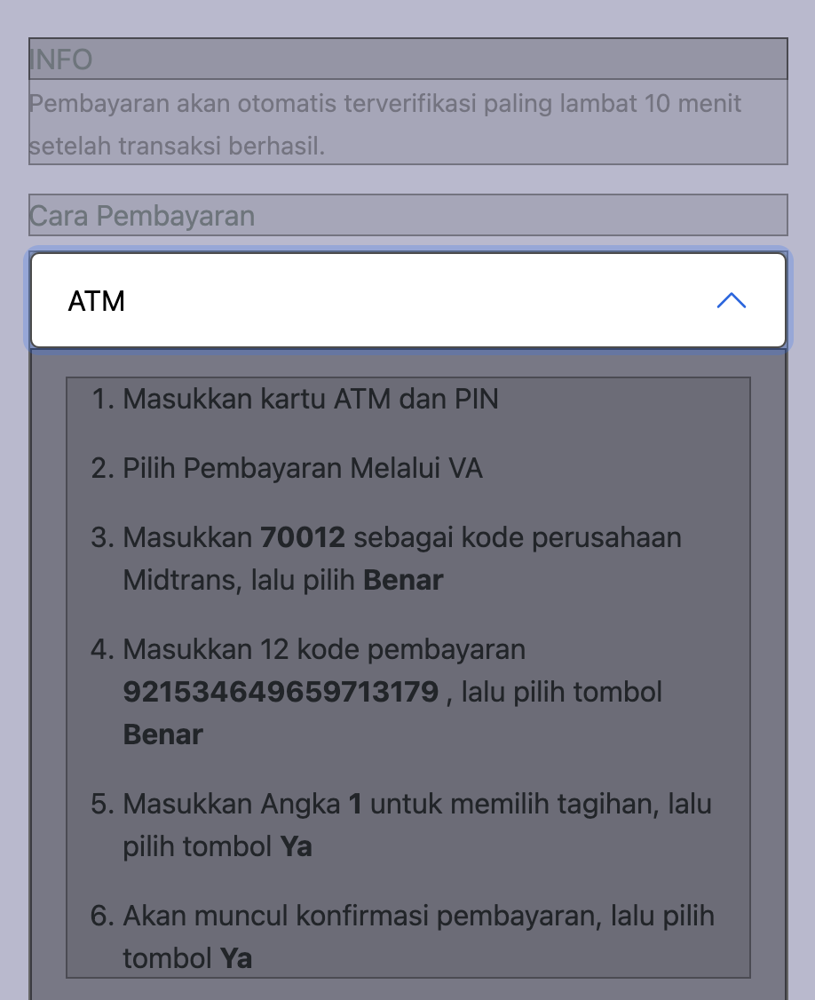 INFO
Pembayaran akan otomatis terverifikasi paling lambat 10 menit
setelah transaksi berhasil.
Cara Pembayaran
ATM
1. Masukkan kartu ATM dan PIN
2. Pilih Pembayaran Melalui VA
3. Masukkan 70012 sebagai kode perusahaan
Midtrans, lalu pilih Benar
4. Masukkan 12 kode pembayaran
921534649659713179 , lalu pilih tombol
Benar
5. Masukkan Angka 1 untuk memilih tagihan, lalu
pilih tombol Ya
6. Akan muncul konfirmasi pembayaran, lalu pilih
tombol Ya